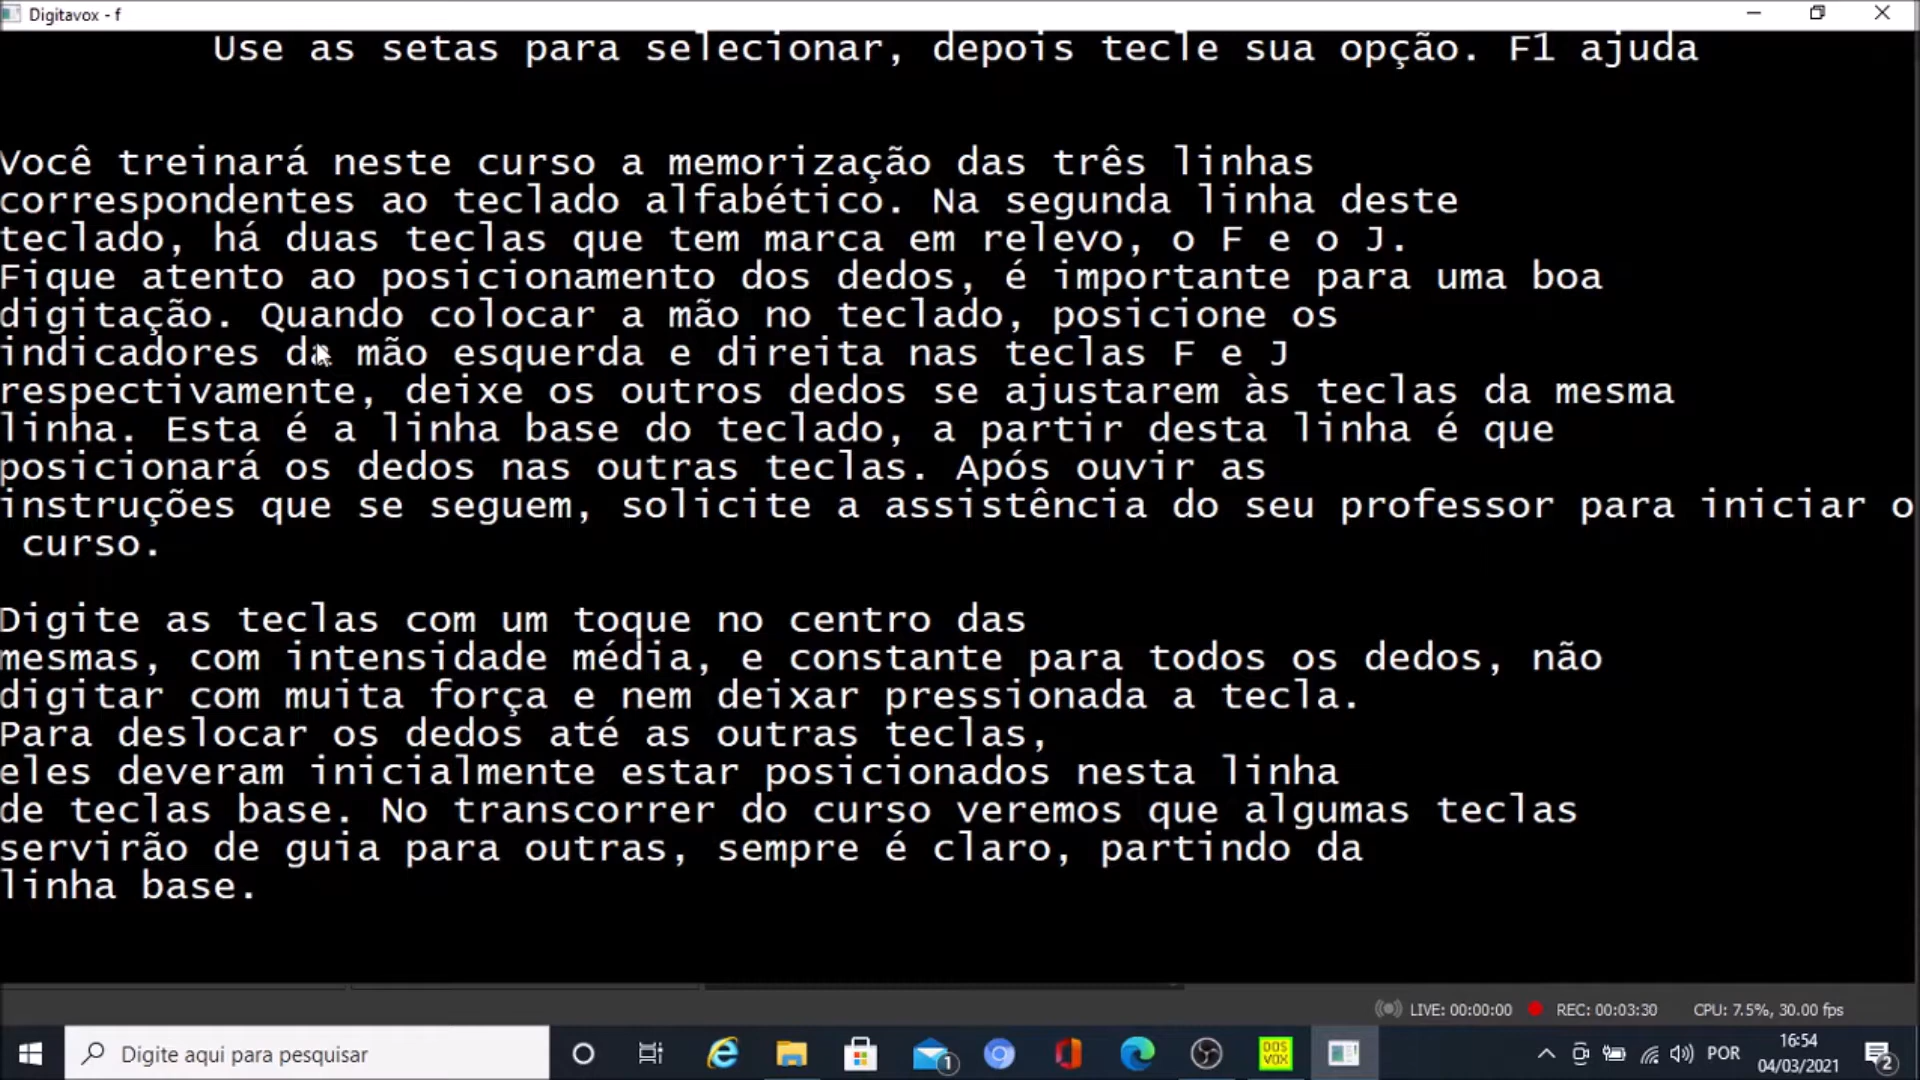 Digitavox - f
Use as setas para selecionar, depois tecle sua opção. F1 ajuda
Você treinará neste curso a memorização das três linhas
correspondentes ao teclado alfabético. Na segunda linha deste
teclado, há duas teclas que tem marca em relevo, o F e o J.
Fique atento ao posicionamento dos dedos, é importante para uma boa
digitação. Quando colocar a mão no teclado, posicione os
indicadores da mão esquerda e direita nas teclas F e J
respectivamente, deixe os outros dedos se ajustarem às teclas da mesma
linha. Esta é a linha base do teclado, a partir desta linha é que
posicionará os dedos nas outras teclas. Após ouvir as
instruções que se seguem, solicite a assistência do seu professor para iniciar o
curso.
Digite as teclas com um toque no centro das
mesmas, com intensidade média, e constante para todos os dedos, não
digitar com muita força e nem deixar pressionada a tecla.
Para deslocar os dedos até as outras teclas,
eles deveram inicialmente estar posicionados nesta linha
de teclas base. No transcorrer do curso veremos que algumas teclas
servirão de guia para outras, sempre é claro, partindo da
linha base.
LIVE: 00:00:00 REC: 00:03:30 CPU: 7.5%, 30.00 fps
Digite aqui para pesquisar
1
DOS
VOX
POR
16:54
04/03/2021
2